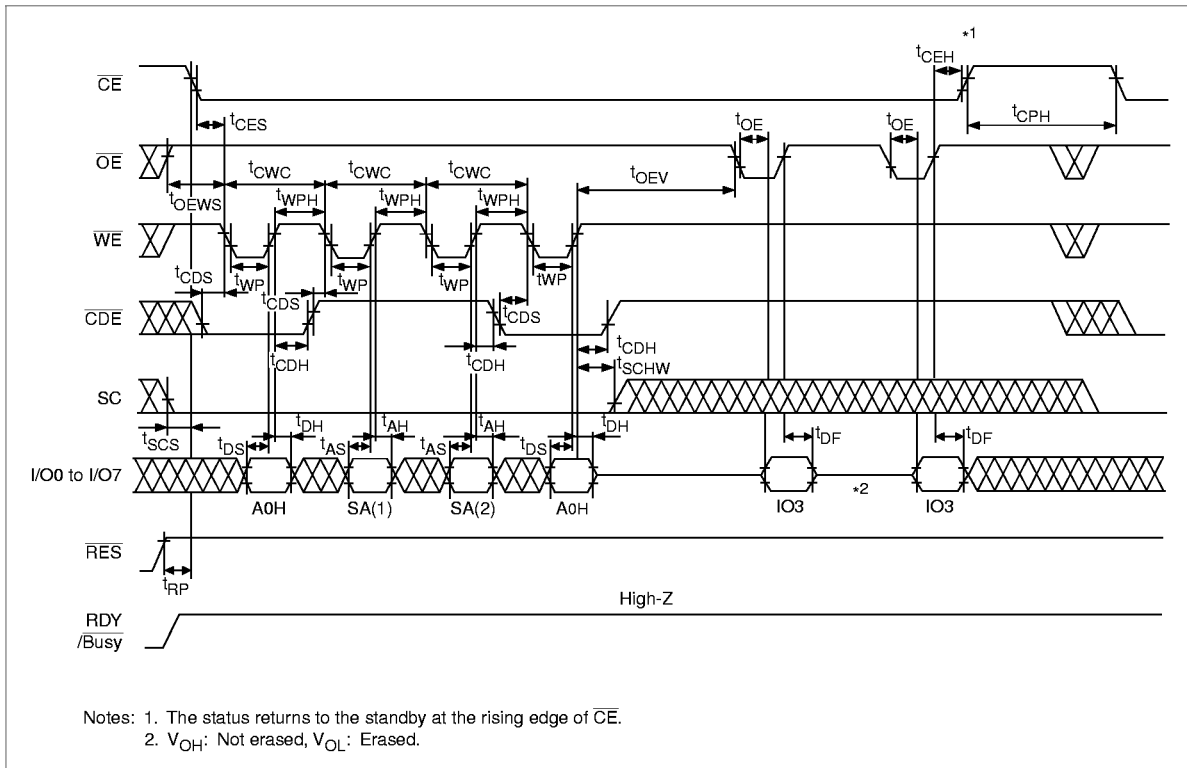 *1
tCEH
CE
tCES
tCPH
tOE
tOE
OE
tCWC
tCWC
tCWC
tOEWS
tWPH
tWPH
tWPH
tOEV
WE
tCDS
tWP
tWP
tWP
tWP
tCDS
tCDS
CDE
tCDH
tCDH
tCDH
tSCHW
SC
tSCS
tDS
tDH
tAS
tAH
tAS
tAH
tDS
tDH
tDF
tDF
I/O0 to I/O7
A0H
SA(1)
SA(2)
A0H
IO3
*2
IO3
RES
tRP
High-Z
RDY
/Busy
Notes: 1. The status returns to the standby at the rising edge of CE.
2. VOH: Not erased, VOL: Erased.